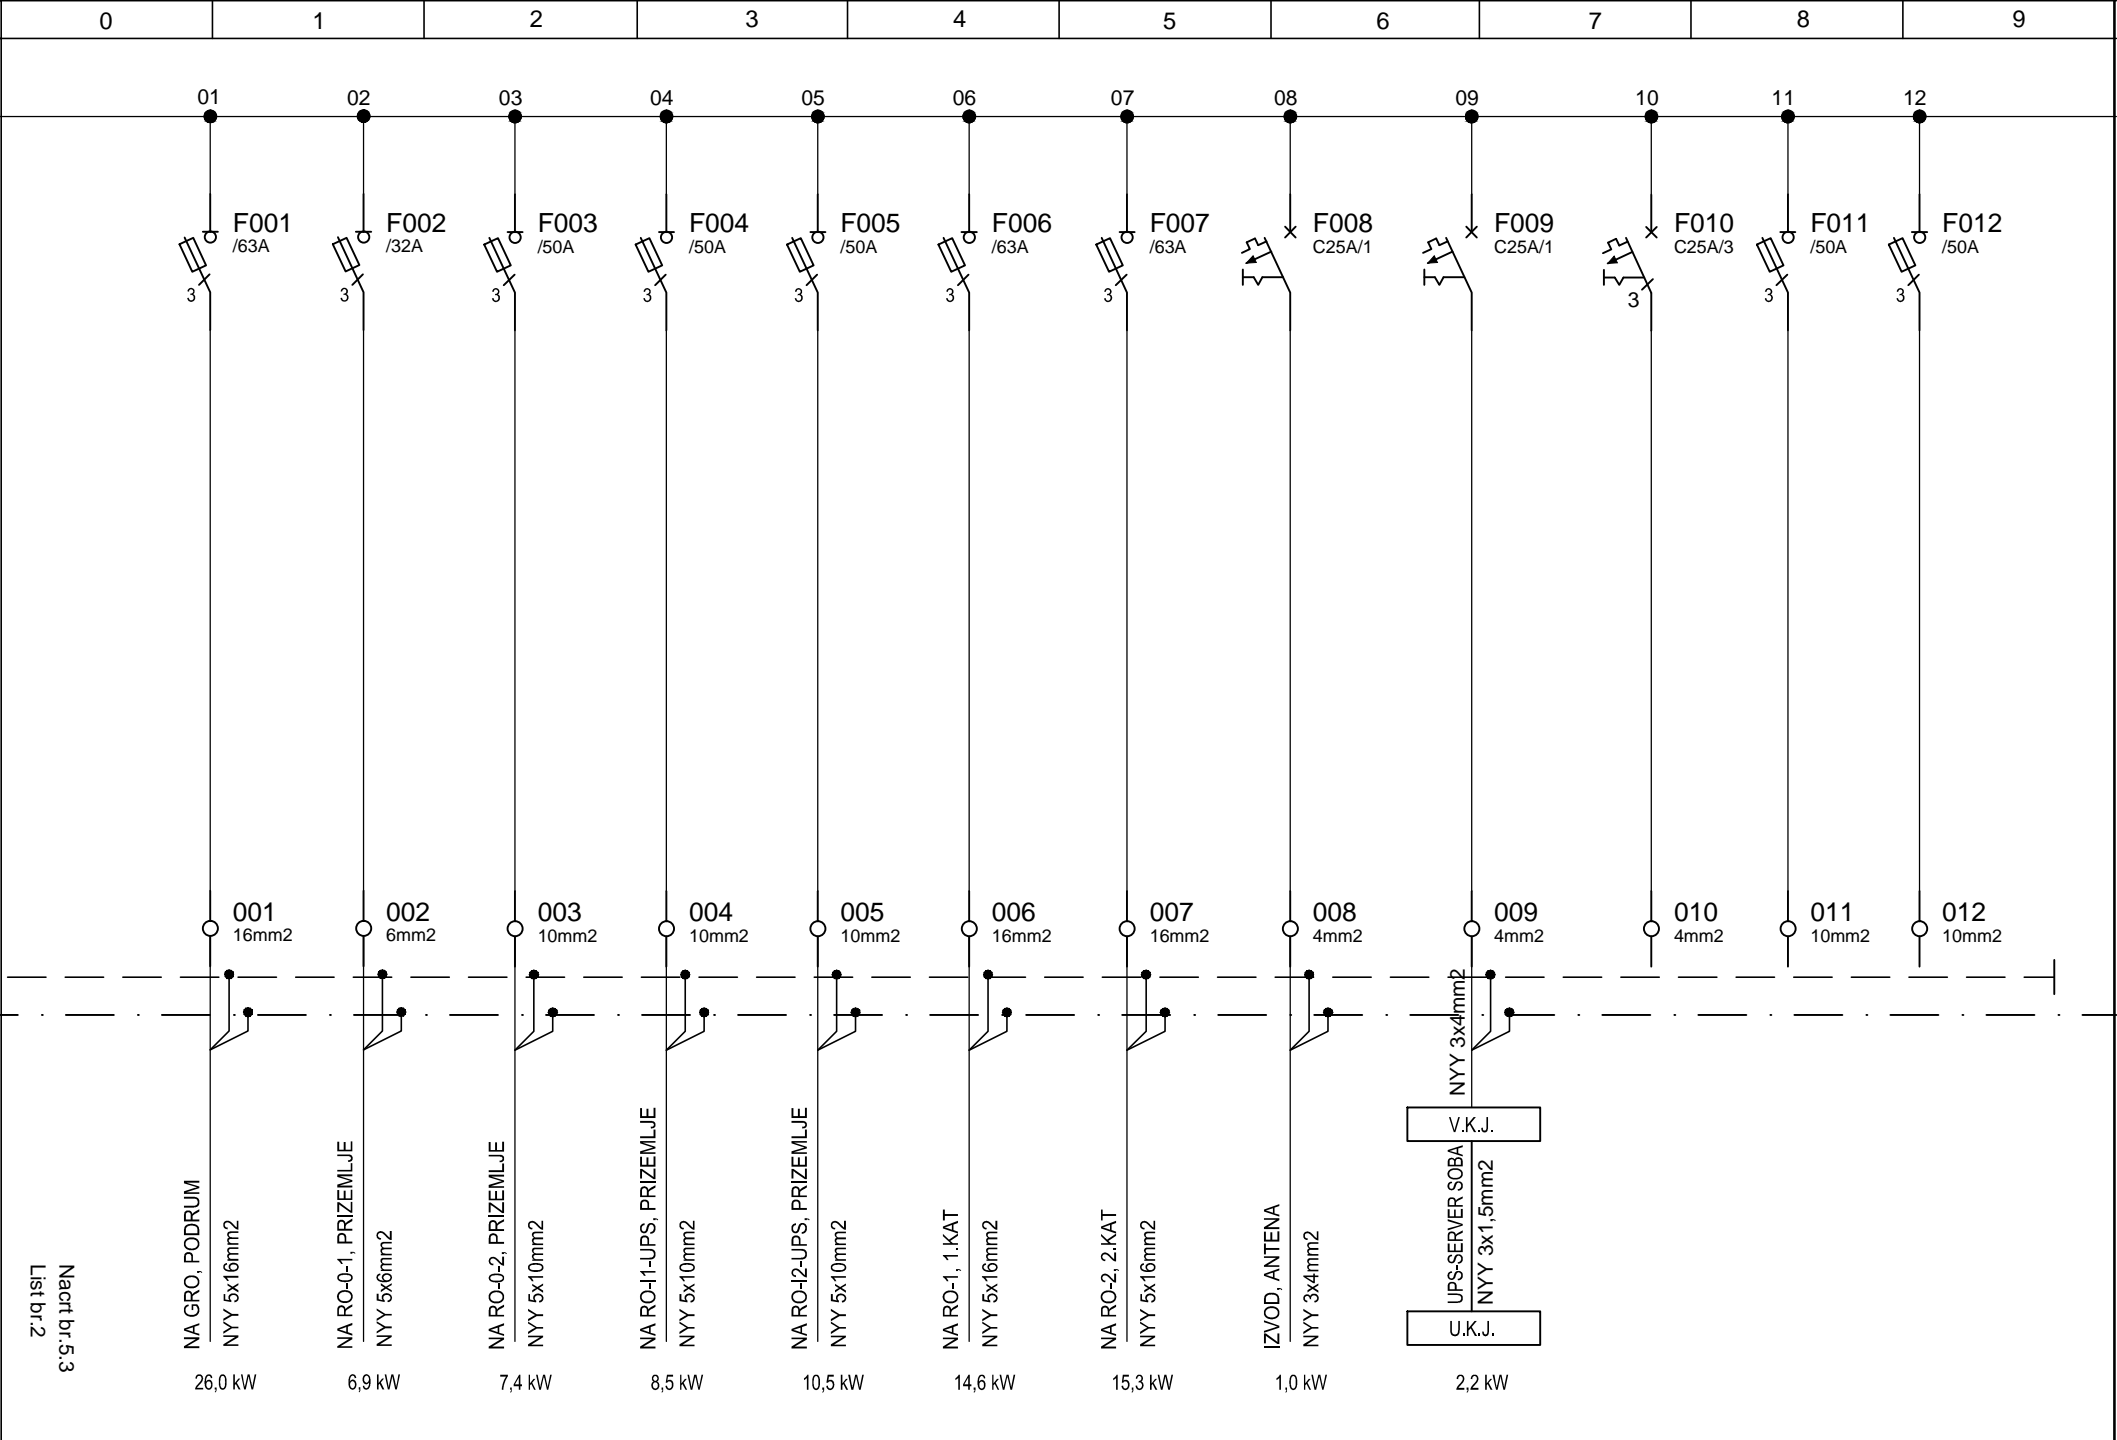 0 1 2 3 4 5 6 7 8 9
01 02 03 04 05 06 07 08 09 10 11 12
F001 F002 F003 F004 F005 F006 F007 F008 F009 F010 F011 F012
/63A /32A /50A /50A /50A /63A /63A C25A/1 C25A/1 C25A/3 /50A /50A
3 3 3 3 3 3 3 3 3 3
001 002 003 004 005 006 007 008 009 010 011 012
16mm2 6mm2 10mm2 10mm2 10mm2 16mm2 16mm2 4mm2 4mm2 4mm2 10mm2 10mm2
NA GRO, PODRUM
NYY 5x16mm2
NA RO-0-1, PRIZEMLJE
NYY 5x6mm2
NA RO-0-2, PRIZEMLJE
NYY 5x10mm2
NA RO-I1-UPS, PRIZEMLJE
NYY 5x10mm2
NA RO-I2-UPS, PRIZEMLJE
NYY 5x10mm2
NA RO-1, 1.KAT
NYY 5x16mm2
NA RO-2, 2.KAT
NYY 5x16mm2
IZVOD, ANTENA
NYY 3x4mm2
NYY 3x4mm2
V.K.J.
UPS-SERVER SOBA
NYY 3x1,5mm2
U.K.J.
26,0 kW 6,9 kW 7,4 kW 8,5 kW 10,5 kW 14,6 kW 15,3 kW 1,0 kW 2,2 kW
Nacrt br.5.3
List br.2